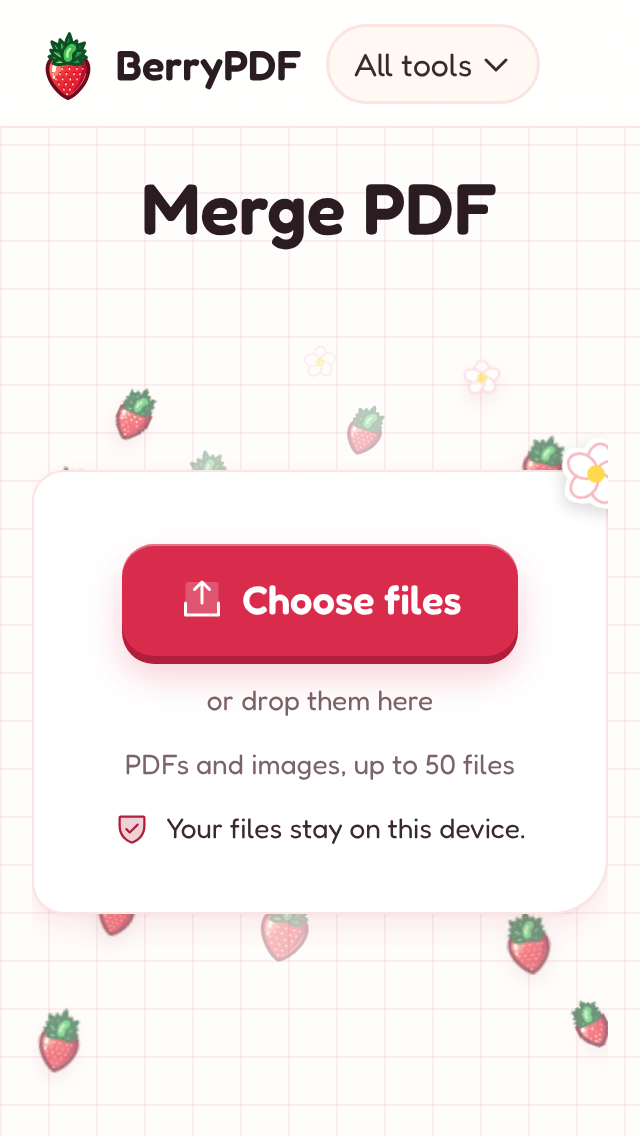 BerryPDF
All tools
Merge PDF
Choose files
or drop them here
PDFs and images, up to 50 files
Your files stay on this device.